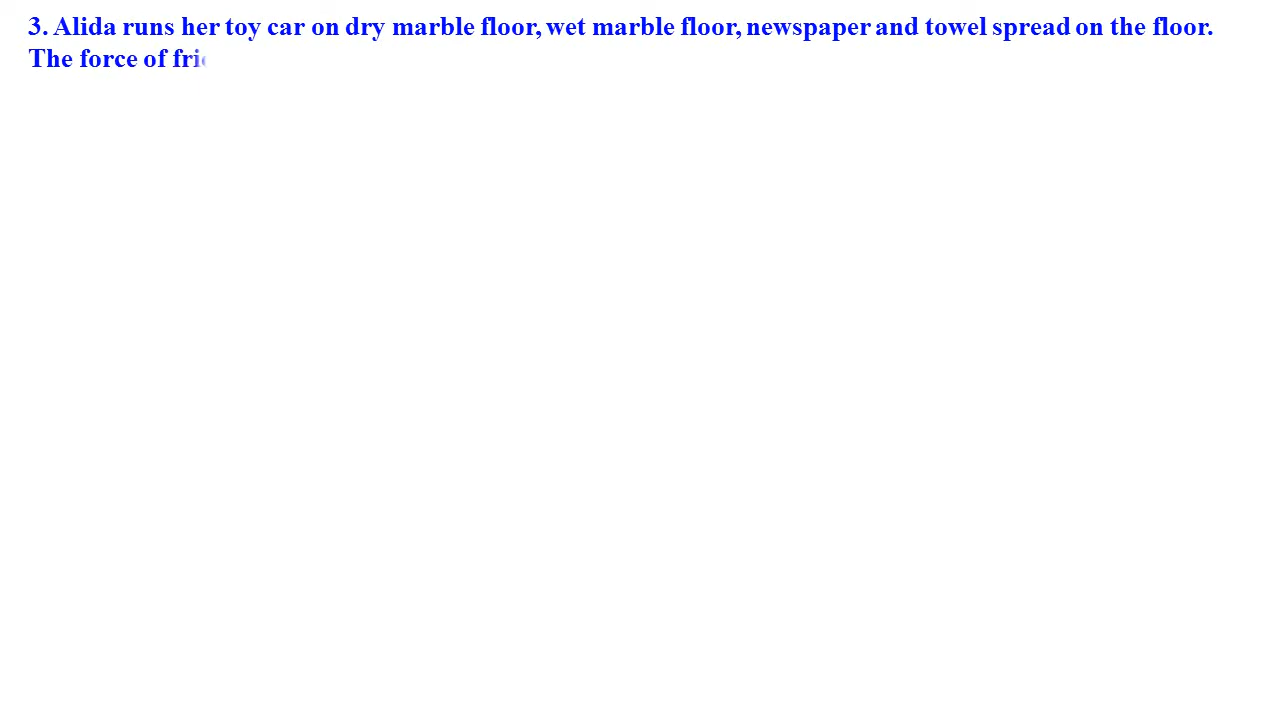 3. Alida runs her toy car on dry marble floor, wet marble floor, newspaper and towel spread on the floor.
The force of